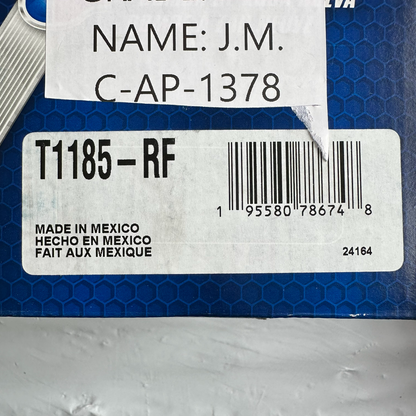 NAME: J.M.
C-AP-1378
T1185-RF
1 95580 78674 8
MADE IN MEXICO
HECHO EN MEXICO
FAIT AUX MEXIQUE
24164